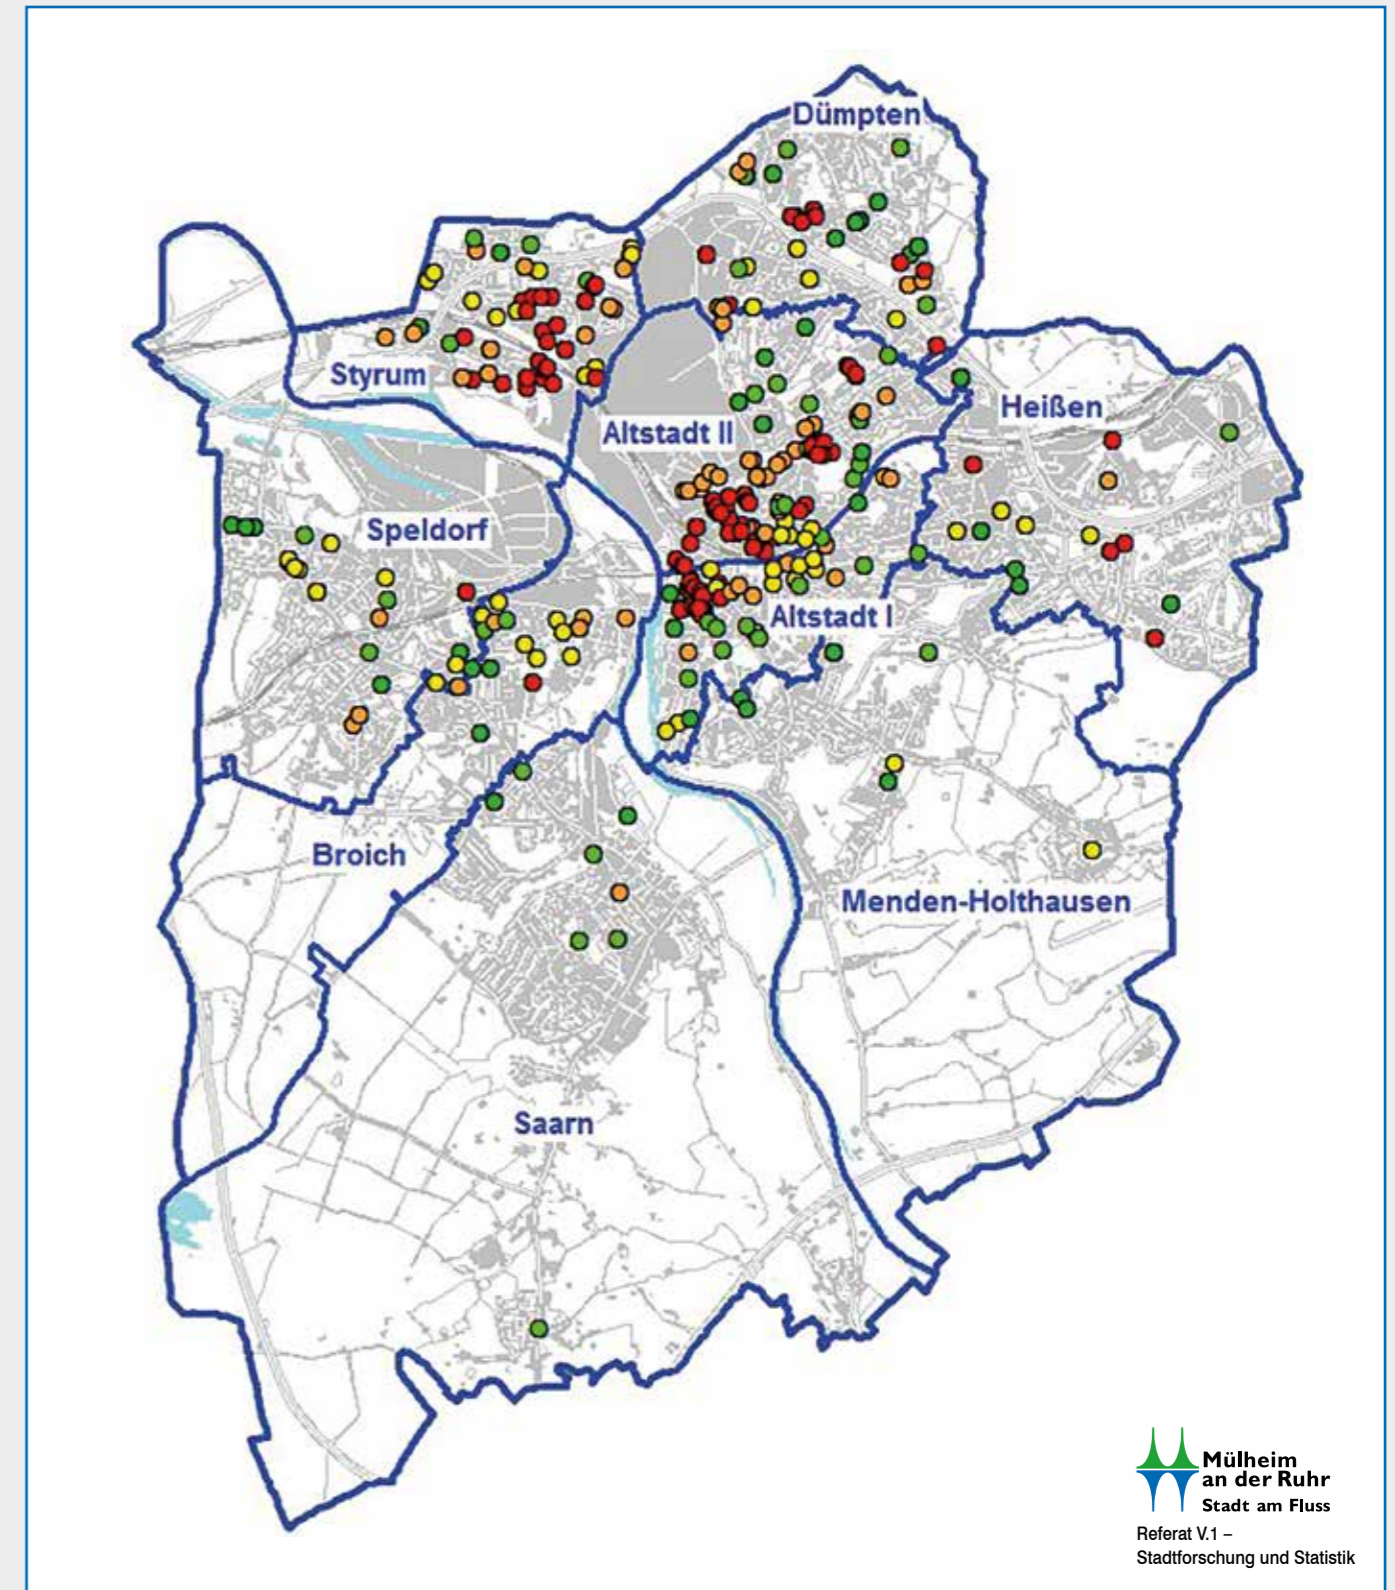 Dümpten
Styrum
Altstadt II
Heißen
Speldorf
Altstadt I
Broich
Menden-Holthausen
Saarn
Mülheim
an der Ruhr
Stadt am Fluss
Referat V.1 –
Stadtforschung und Statistik